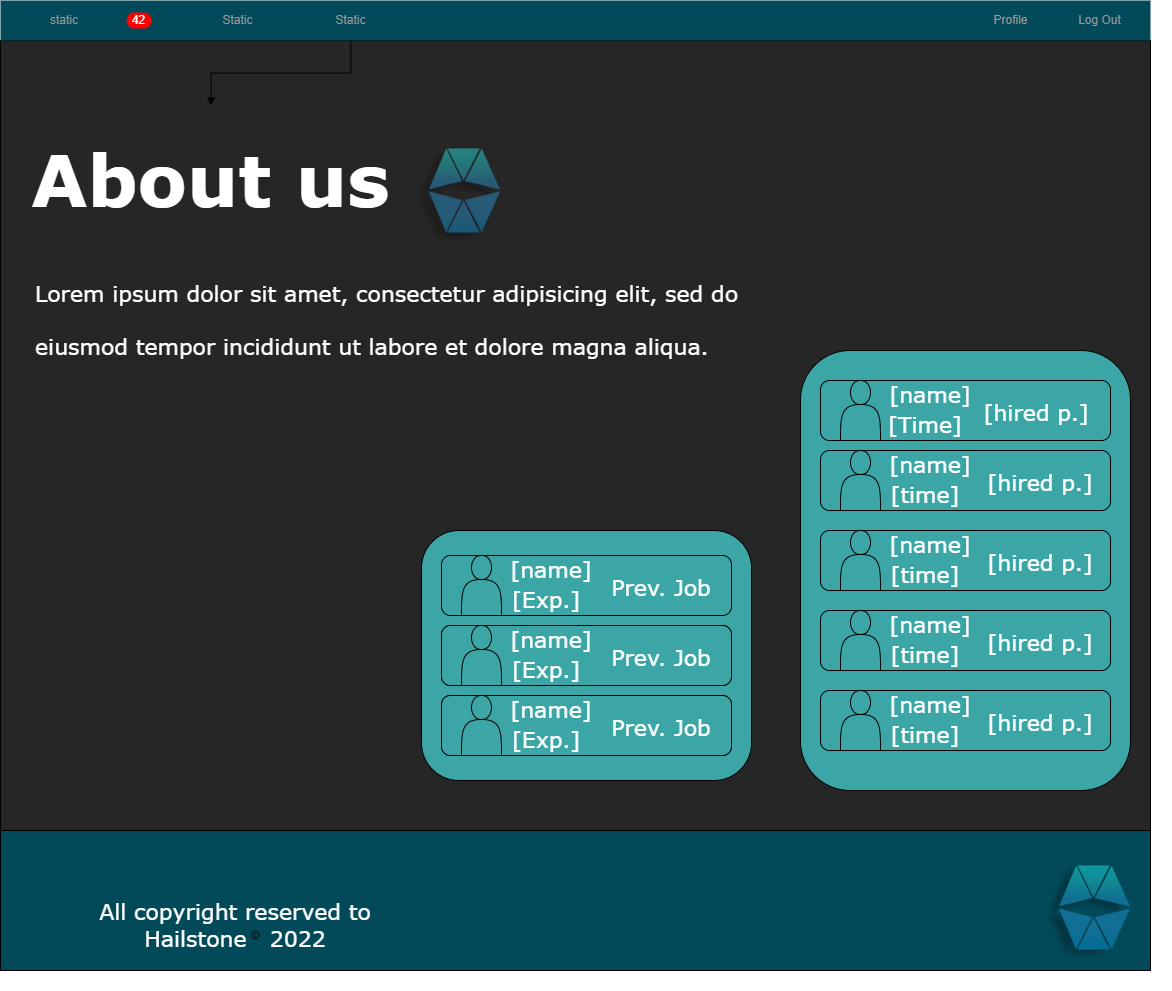 static 42 Static Static Profile Log Out
About us
Lorem ipsum dolor sit amet, consectetur adipisicing elit, sed do
eiusmod tempor incididunt ut labore et dolore magna aliqua.
[name]
[Time] [hired p.]
[name]
[time] [hired p.]
[name]
[time] [hired p.]
[name]
[time] [hired p.]
[name]
[time] [hired p.]
[name]
[Exp.] Prev. Job
[name]
[Exp.] Prev. Job
[name]
[Exp.] Prev. Job
All copyright reserved to
Hailstone © 2022